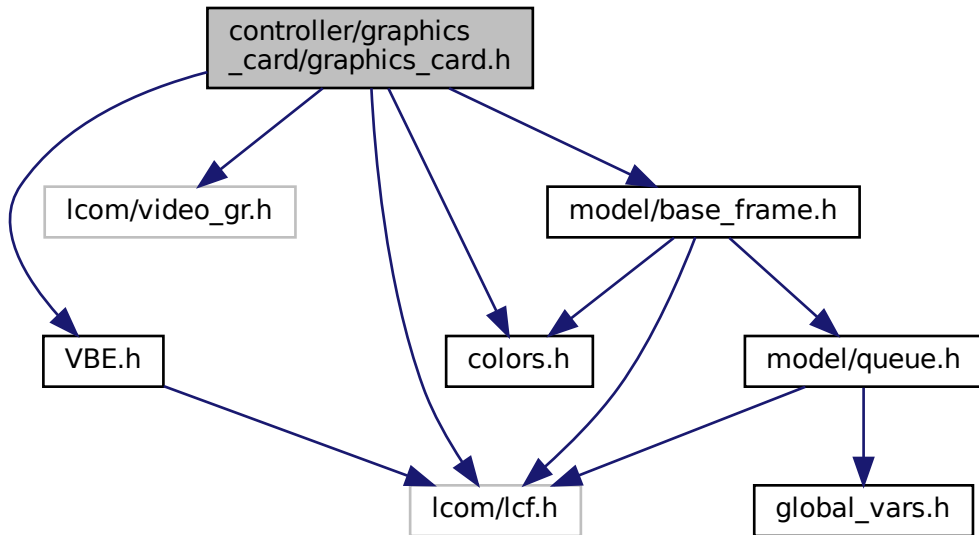 controller/graphics
_card/graphics_card.h
lcom/video_gr.h
model/base_frame.h
VBE.h
colors.h
model/queue.h
lcom/lcf.h
global_vars.h